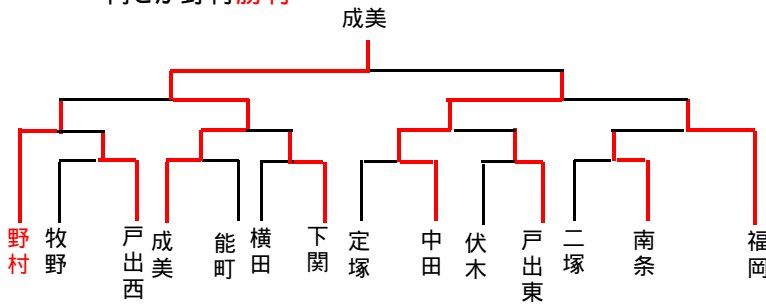 成美
野村
牧野
戸出西
成美
能町
横田
下関
定塚
中田
伏木
戸出東
二塚
南条
福岡